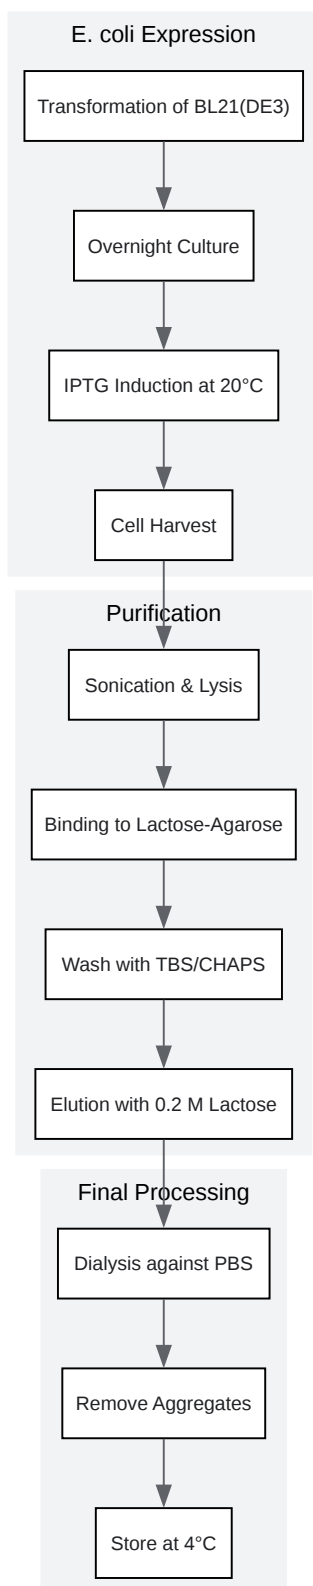 E. coli Expression
Transformation of BL21(DE3)
Overnight Culture
IPTG Induction at 20°C
Cell Harvest
Purification
Sonication & Lysis
Binding to Lactose-Agarose
Wash with TBS/CHAPS
Elution with 0.2 M Lactose
Final Processing
Dialysis against PBS
Remove Aggregates
Store at 4°C